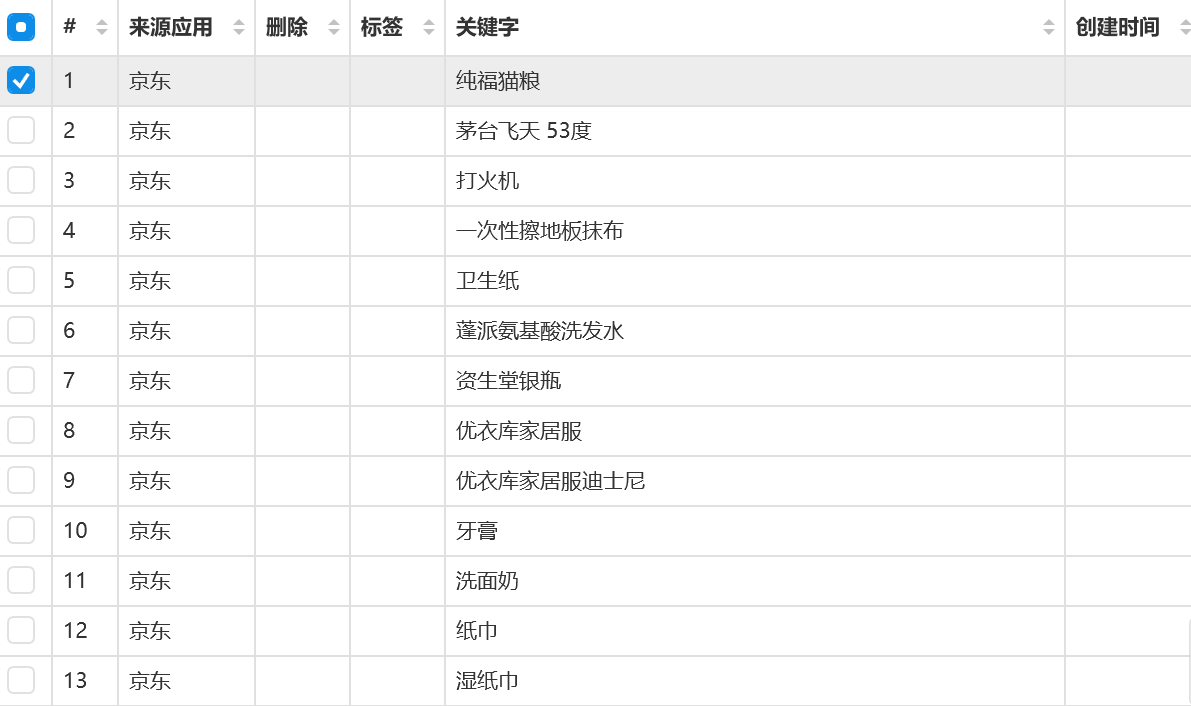 # 来源应用 删除 标签 关键字 创建时间
1 京东 纯福猫粮
2 京东 茅台飞天 53度
3 京东 打火机
4 京东 一次性擦地板抹布
5 京东 卫生纸
6 京东 蓬派氨基酸洗发水
7 京东 资生堂银瓶
8 京东 优衣库家居服
9 京东 优衣库家居服迪士尼
10 京东 牙膏
11 京东 洗面奶
12 京东 纸巾
13 京东 湿纸巾